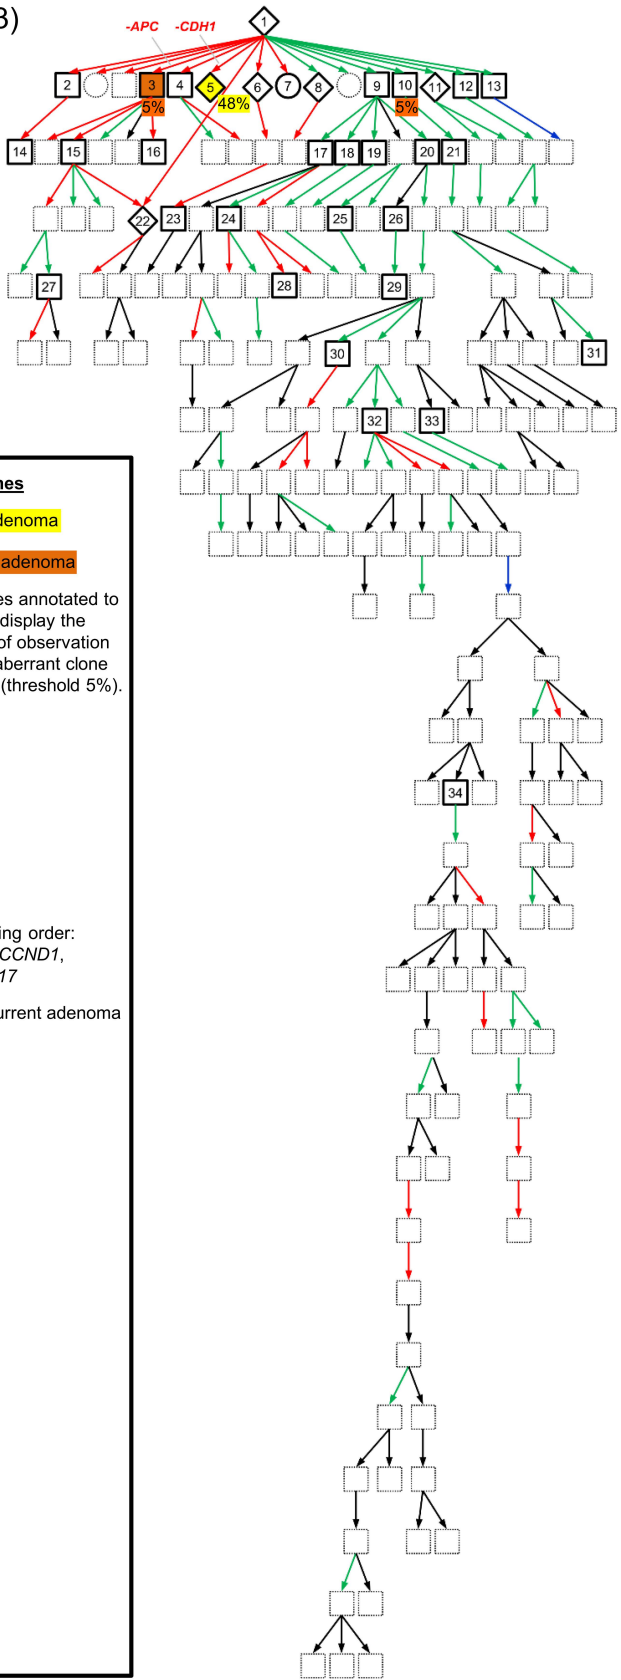 B)
-APC -CDH1
1
2 3 4 5 6 7 8 9 10 11 12 13
5% 48% 5%
14 15 16 17 18 19 20 21
22 23 24 25 26
27 28 29
30 31
32 33
34
nes
denoma
adenoma
es annotated to
display the
of observation
aberrant clone
(threshold 5%).
ing order:
CCND1,
17
urrent adenoma